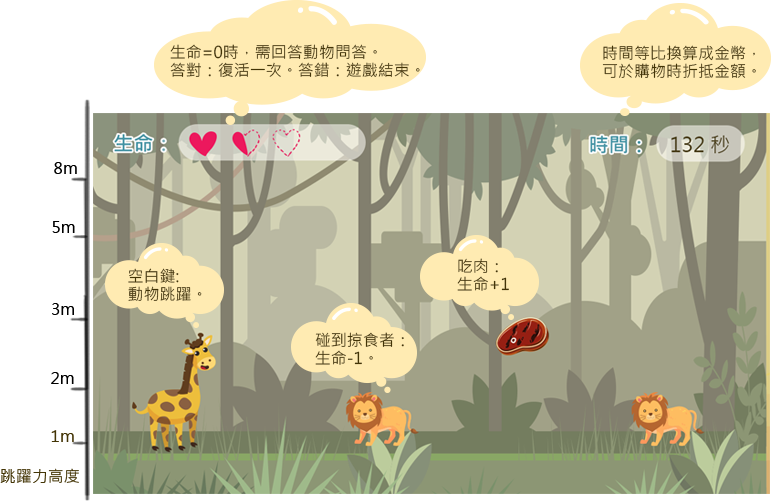 生命=0時，需回答動物問答。
答對：復活一次。答錯：遊戲結束。
時間等比換算成金幣，
可於購物時折抵金額。
生命：
時間：
132 秒
8m
5m
3m
2m
1m
跳躍力高度
空白鍵:
動物跳躍。
碰到掠食者：
生命-1。
吃肉：
生命+1